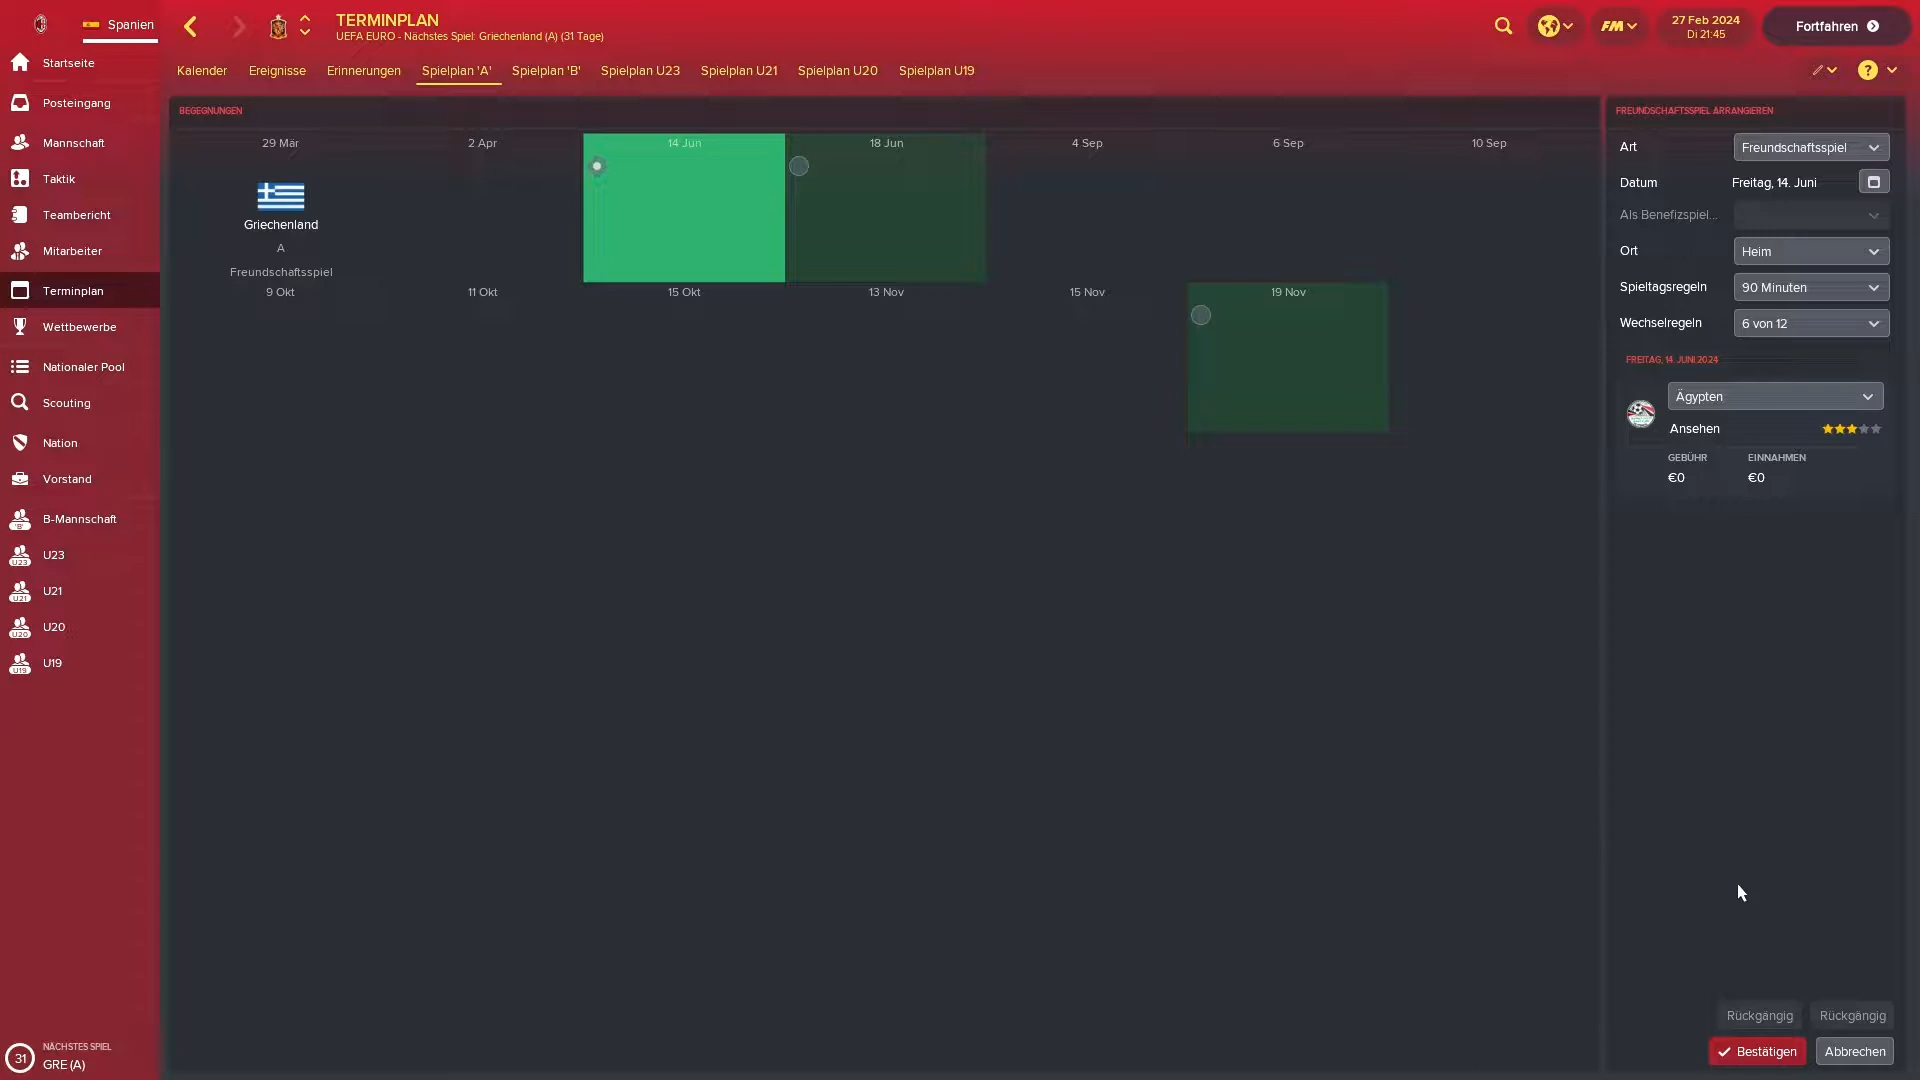 Spanien
TERMINPLAN
UEFA EURO - Nächstes Spiel: Griechenland (A) (31 Tage)
FM
27 Feb 2024
Di 21:45
Fortfahren
Startseite
Posteingang
Mannschaft
Taktik
Teambericht
Mitarbeiter
Terminplan
Wettbewerbe
Nationaler Pool
Scouting
Nation
Vorstand
B-Mannschaft
U23
U21
U20
U19
31
NÄCHSTES SPIEL
GRE (A)
Kalender Ereignisse Erinnerungen Spielplan 'A' Spielplan 'B' Spielplan U23 Spielplan U21 Spielplan U20 Spielplan U19
?
BEGEGNUNGEN
29 Mär 2 Apr 14 Jun 18 Jun 4 Sep 6 Sep 10 Sep
Griechenland
A
Freundschaftsspiel
9 Okt 11 Okt 15 Okt 13 Nov 15 Nov 19 Nov
FREUNDSCHAFTSSPIEL ARRANGIEREN
Art Freundschaftsspiel
Datum Freitag, 14. Juni
Als Benefizspiel...
Ort Heim
Spieltagsregeln 90 Minuten
Wechselregeln 6 von 12
FREITAG, 14. JUNI 2024
Ägypten
Ansehen
GEBÜHR EINNAHMEN
€0 €0
Rückgängig Rückgängig
Bestätigen Abbrechen